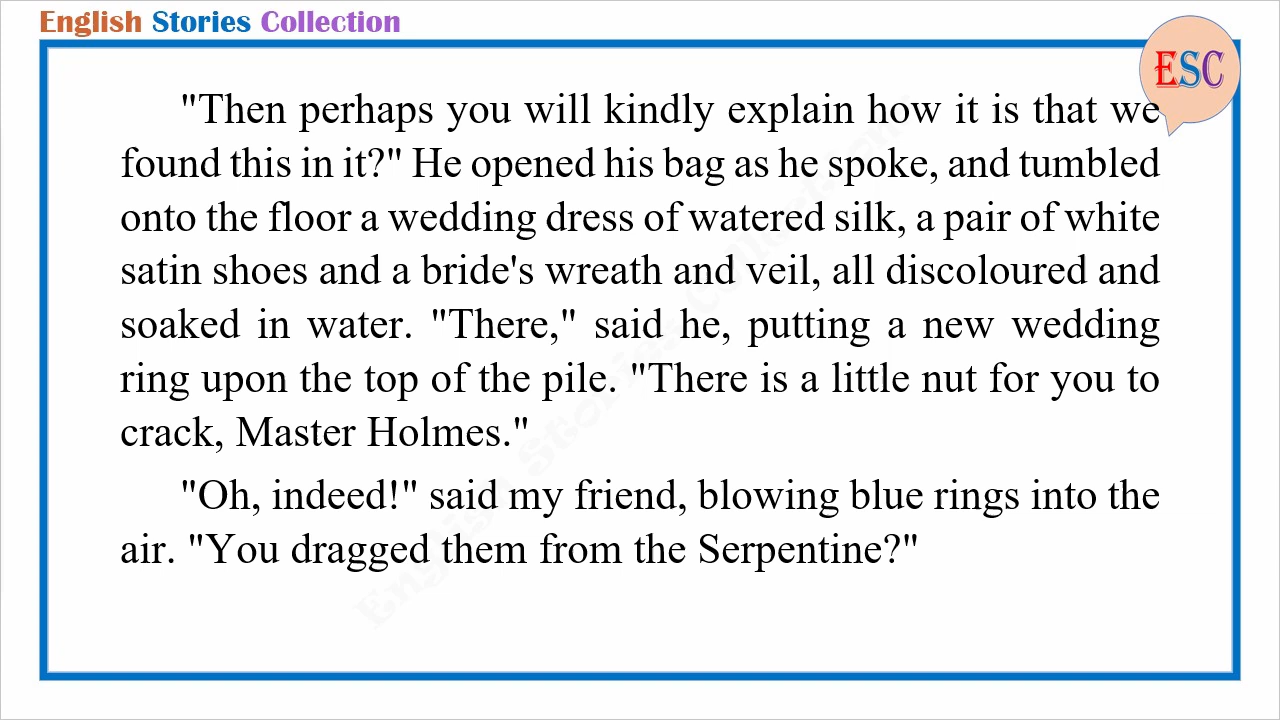 English Stories Collection
ESC
"Then perhaps you will kindly explain how it is that we
found this in it?" He opened his bag as he spoke, and tumbled
onto the floor a wedding dress of watered silk, a pair of white
satin shoes and a bride's wreath and veil, all discoloured and
soaked in water. "There," said he, putting a new wedding
ring upon the top of the pile. "There is a little nut for you to
crack, Master Holmes."
"Oh, indeed!" said my friend, blowing blue rings into the
air. "You dragged them from the Serpentine?"